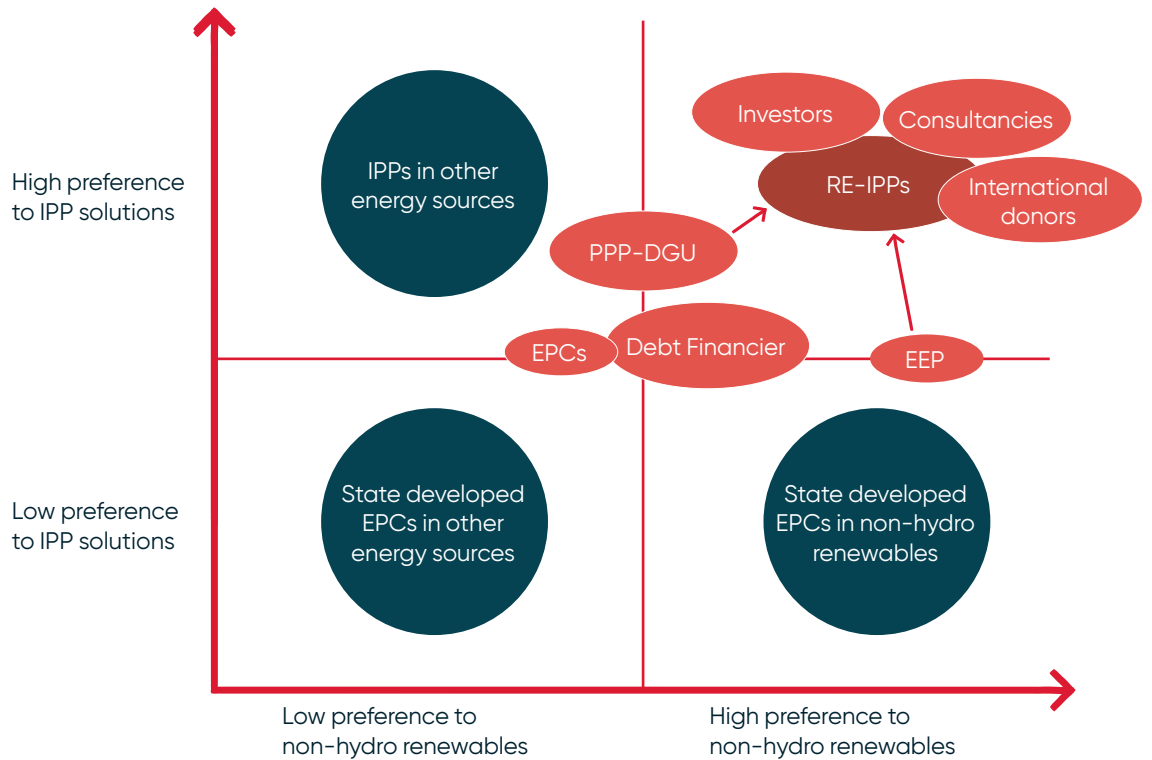 High preference
to IPP solutions
IPPs in other
energy sources
Investors
Consultancies
RE-IPPs
International
donors
PPP-DGU
EPCs
Debt Financier
EEP
Low preference
to IPP solutions
State developed
EPCs in other
energy sources
State developed
EPCs in non-hydro
renewables
Low preference to
non-hydro renewables
High preference to
non-hydro renewables